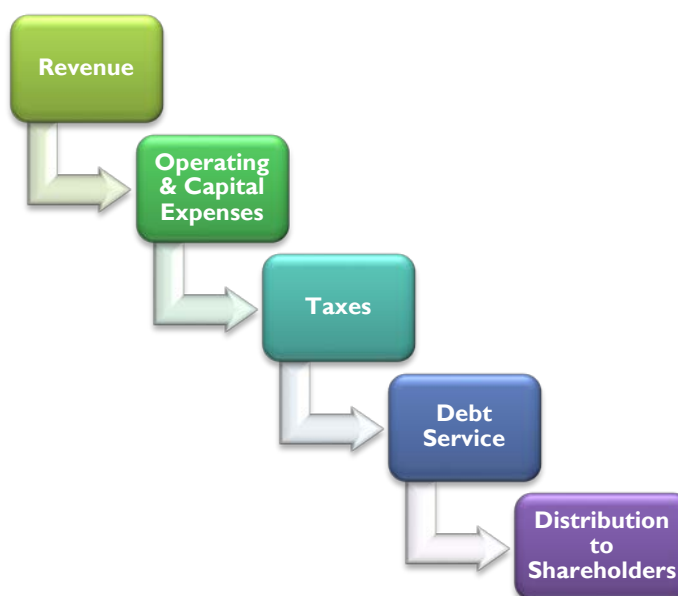 Revenue
Operating
& Capital
Expenses
Taxes
Debt
Service
Distribution
to
Shareholders